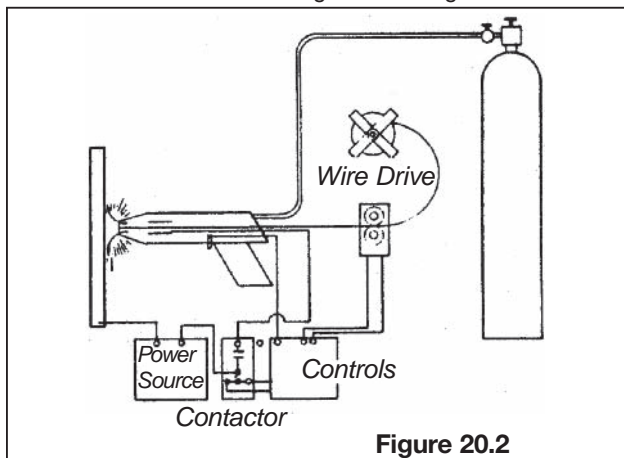 Wire Drive
Power
Source
Controls
Contactor
Figure 20.2